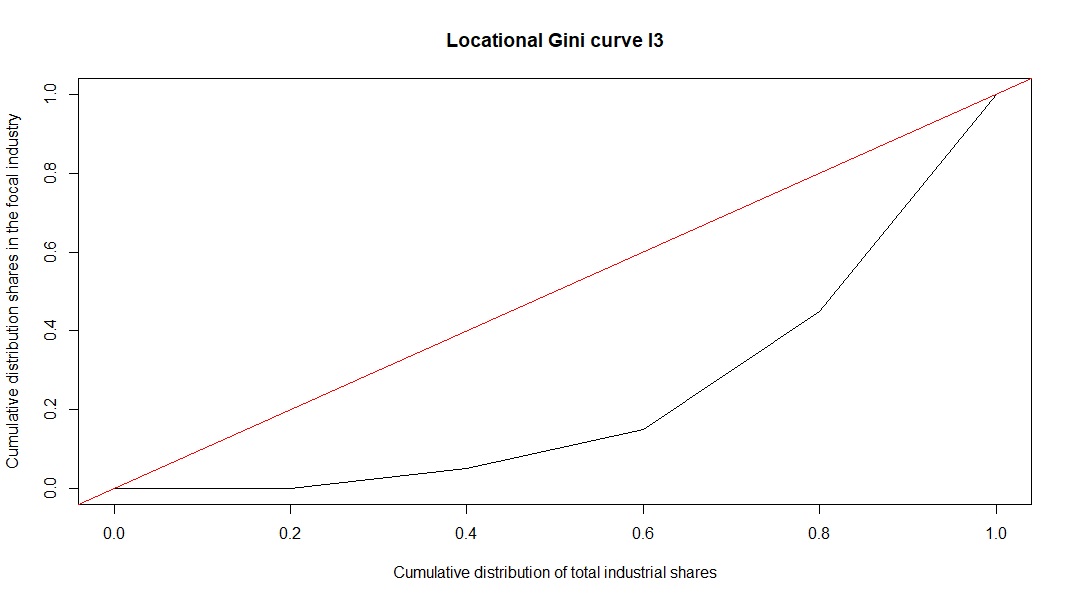 Locational Gini curve I3
Cumulative distribution shares in the focal industry
1.0
0.8
0.6
0.4
0.2
0.0
0.0 0.2 0.4 0.6 0.8 1.0
Cumulative distribution of total industrial shares